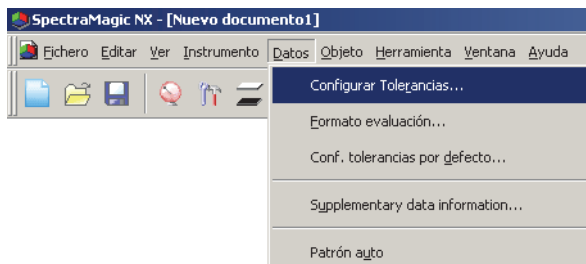 SpectraMagic NX - [Nuevo documento1]
Fichero Editar Ver Instrumento Datos Objeto Herramienta Ventana Ayuda
Configurar Tolerancias...
Formato evaluación...
Conf. tolerancias por defecto...
Supplementary data information...
Patrón auto